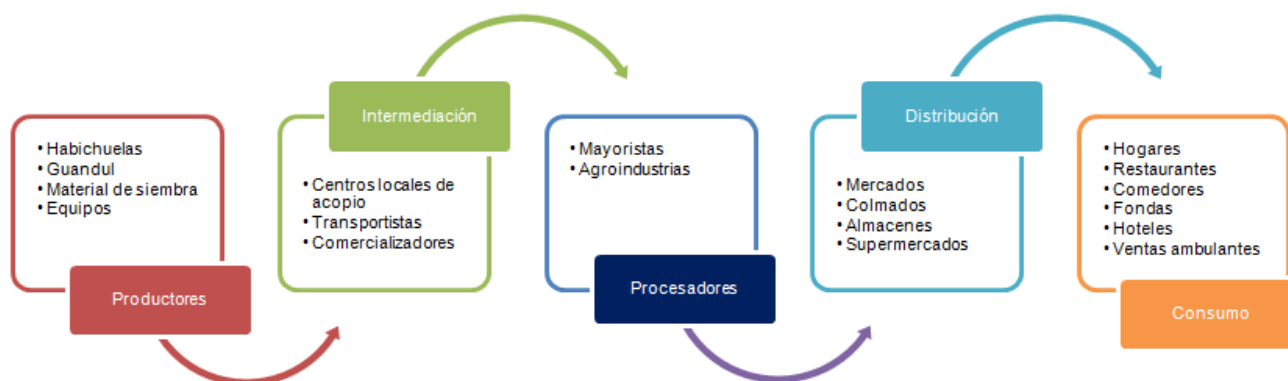 • Habichuelas
• Guandul
• Material de siembra
• Equipos
Productores
Intermediación
• Centros locales de
acopio
• Transportistas
• Comercializadores
• Mayoristas
• Agroindustrias
Procesadores
Distribución
• Mercados
• Colmados
• Almacenes
• Supermercados
• Hogares
• Restaurantes
• Comedores
• Fondas
• Hoteles
• Ventas ambulantes
Consumo